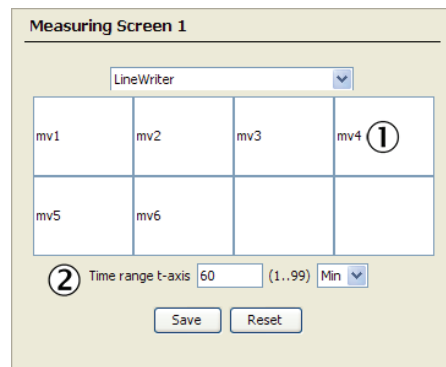 Measuring Screen 1
LineWriter
mv1 mv2 mv3 mv4 ①
mv5 mv6
② Time range t-axis 60 (1..99) Min
Save Reset